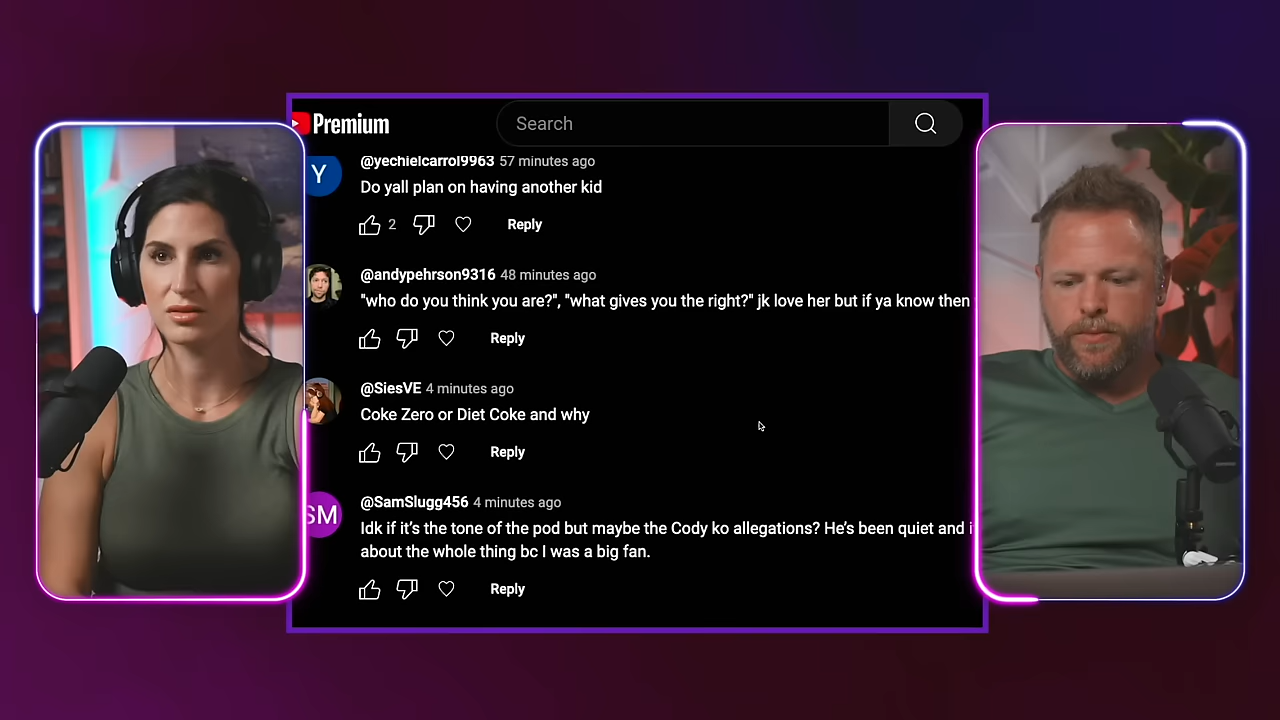 Premium
Search
Y
@yechielcarrol9963 57 minutes ago
Do yall plan on having another kid
2 Reply
@andypehrson9316 48 minutes ago
"who do you think you are?", "what gives you the right?" jk love her but if ya know then
Reply
@SiesVE 4 minutes ago
Coke Zero or Diet Coke and why
Reply
SM
@SamSlugg456 4 minutes ago
Idk if it's the tone of the pod but maybe the Cody ko allegations? He's been quiet and
about the whole thing bc I was a big fan.
Reply